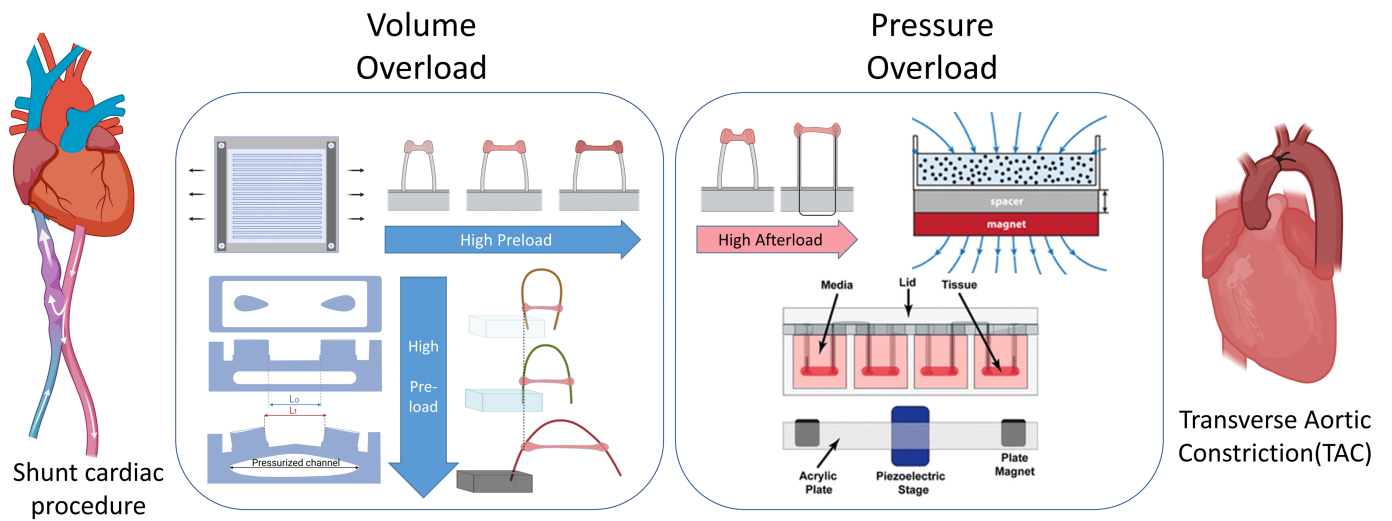 Volume
Overload
Pressure
Overload
High Preload
High
Pre-
load
L₀
Lₜ
Pressurized channel
High Afterload
spacer
magnet
Media
Lid
Tissue
Acrylic
Plate
Piezoelectric
Stage
Plate
Magnet
Shunt cardiac
procedure
Transverse Aortic
Constriction(TAC)